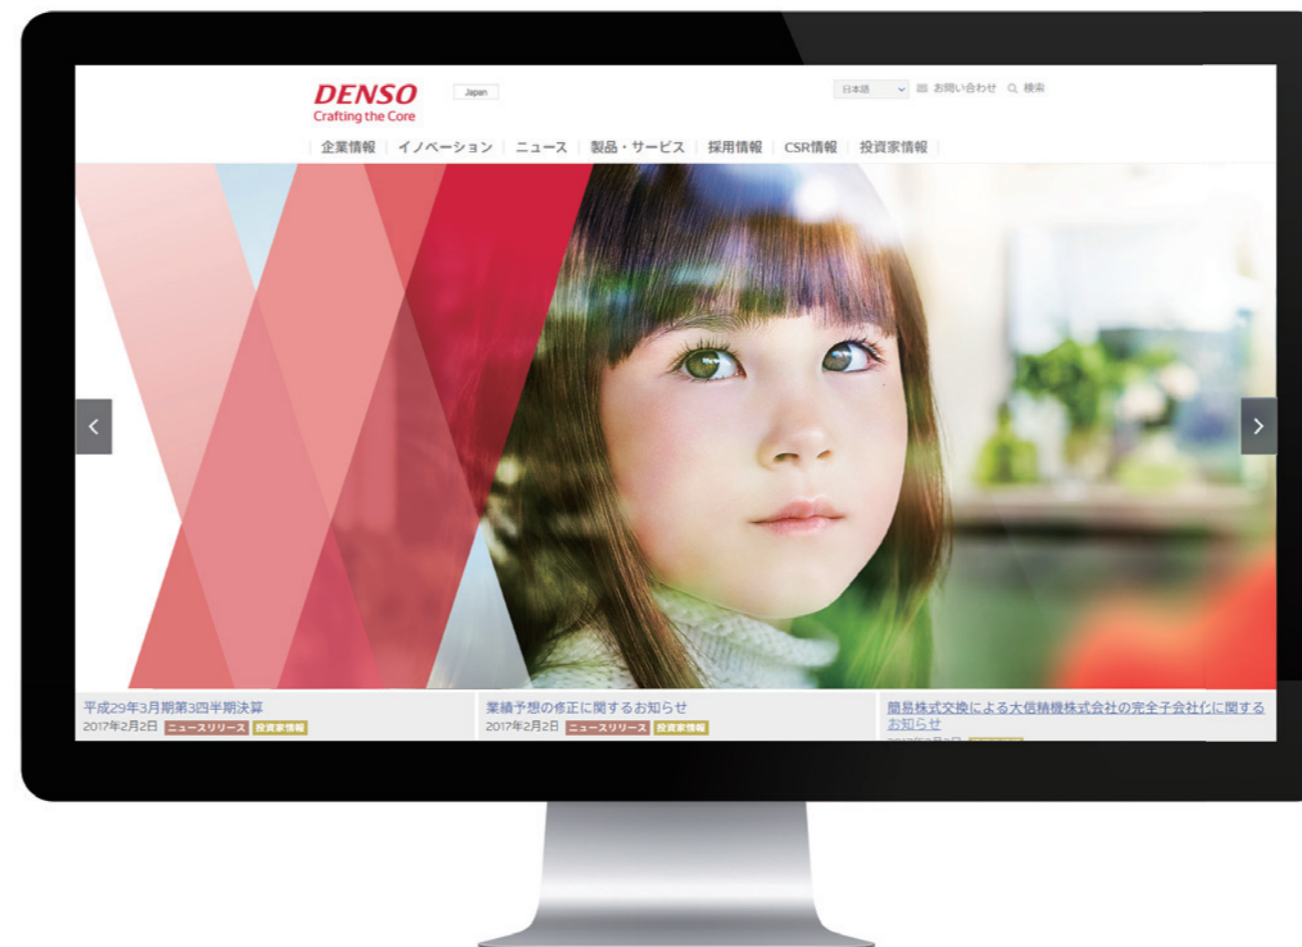 DENSO
Crafting the Core
Japan
日本語
お問い合わせ
検索
企業情報
イノベーション
ニュース
製品・サービス
採用情報
CSR情報
投資家情報
平成29年3月期第3四半期決算
2017年2月2日 ニュースリリース 投資家情報
業績予想の修正に関するお知らせ
2017年2月2日 ニュースリリース 投資家情報
簡易株式交換による大信精機株式会社の完全子会社化に関する
お知らせ